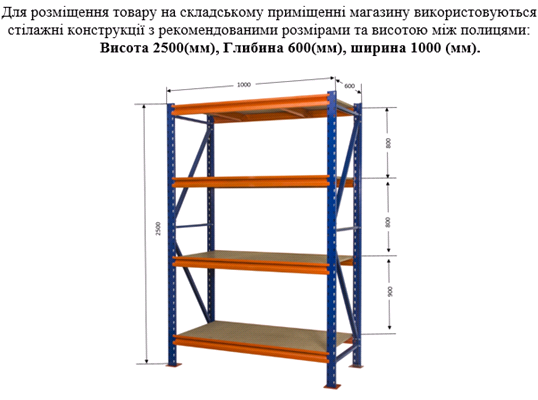 Для розміщення товару на складському приміщенні магазину використовуються
стілажні конструкції з рекомендованими розмірами та висотою між полицями:
Висота 2500(мм), Глибина 600(мм), ширина 1000 (мм).
1000
600
800
2500
800
900